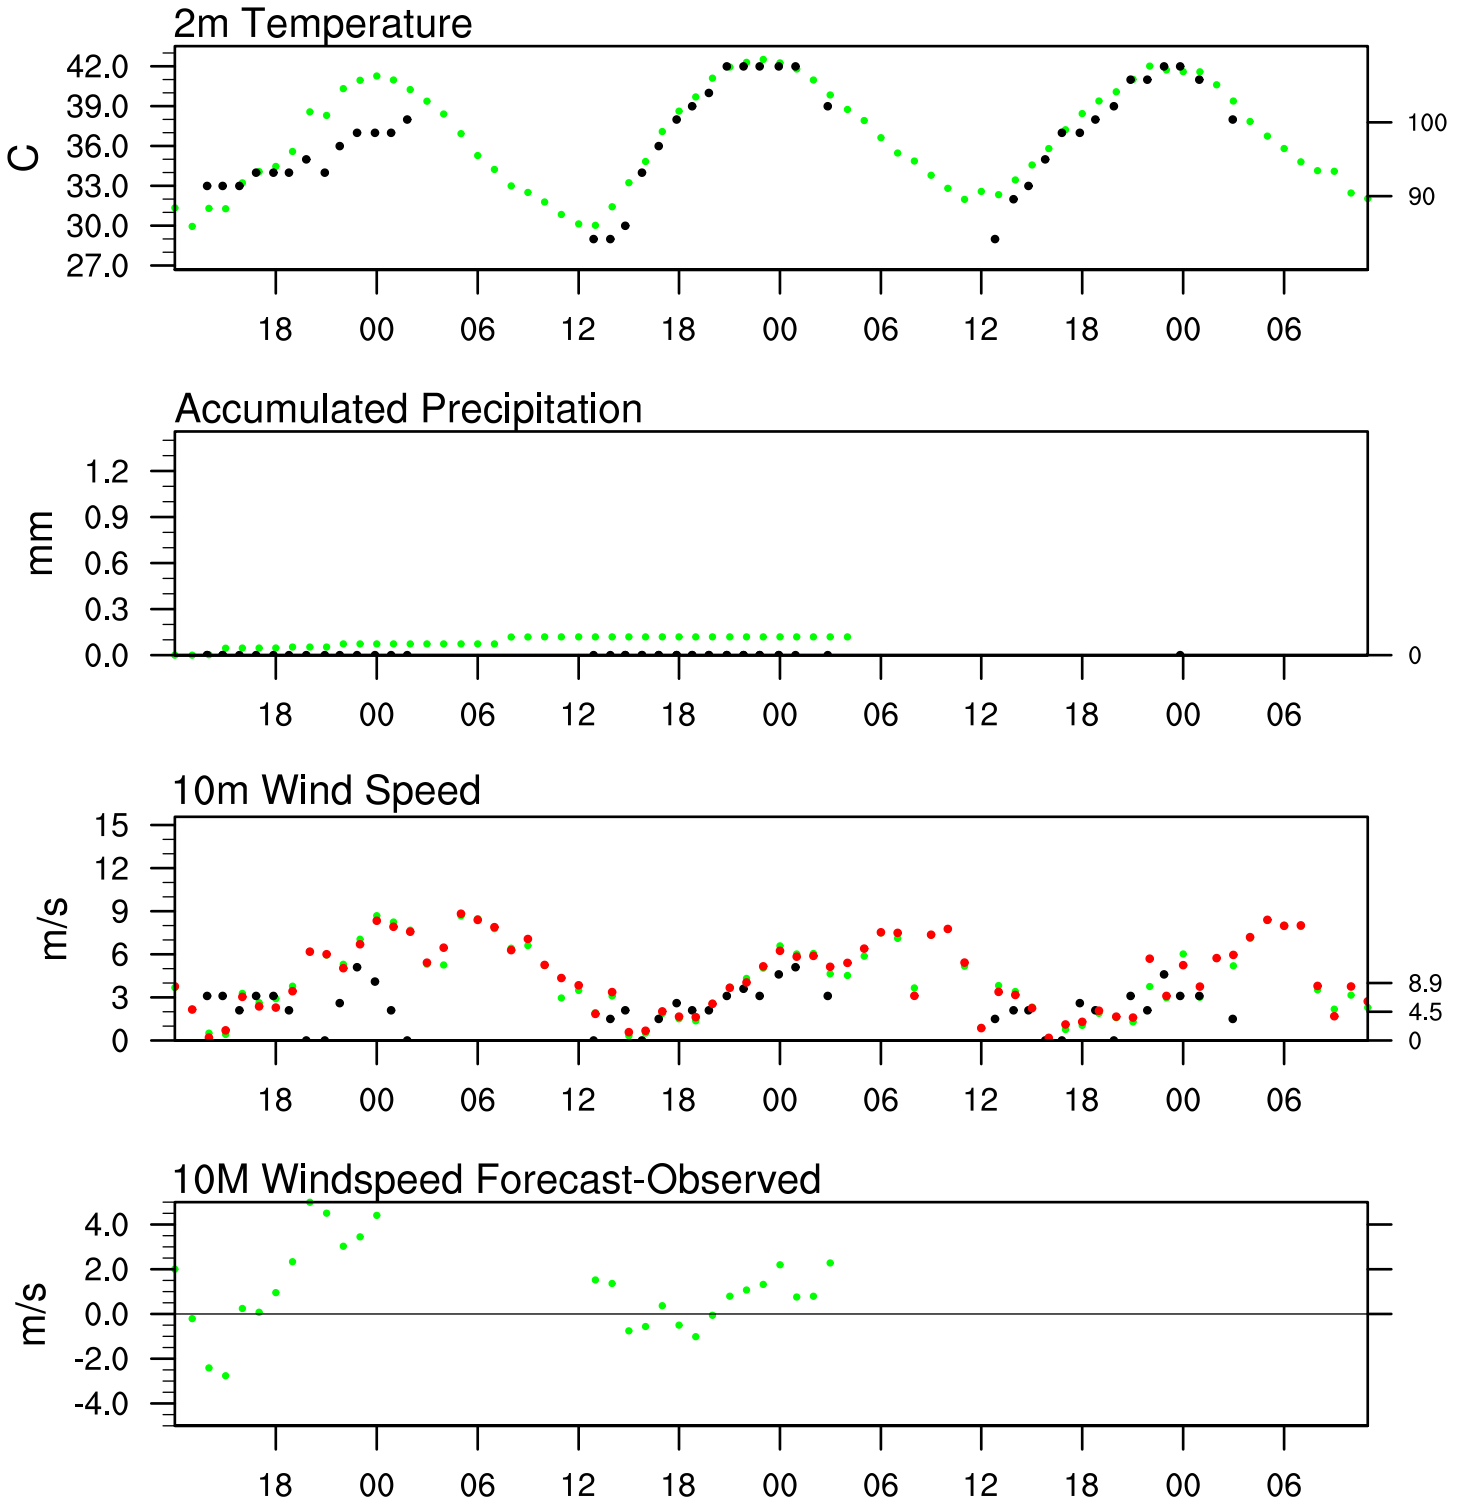 2m Temperature
42.0
39.0
36.0
33.0
30.0
27.0
C
100
90
18 00 06 12 18 00 06 12 18 00 06
Accumulated Precipitation
1.2
0.9
0.6
0.3
0.0
mm
0
18 00 06 12 18 00 06 12 18 00 06
10m Wind Speed
15
12
9
6
3
0
m/s
8.9
4.5
0
18 00 06 12 18 00 06 12 18 00 06
10M Windspeed Forecast-Observed
4.0
2.0
0.0
-2.0
-4.0
m/s
18 00 06 12 18 00 06 12 18 00 06